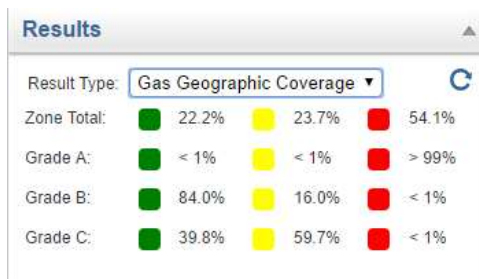 Results
Result Type: Gas Geographic Coverage
Zone Total: 22.2% 23.7% 54.1%
Grade A: < 1% < 1% > 99%
Grade B: 84.0% 16.0% < 1%
Grade C: 39.8% 59.7% < 1%